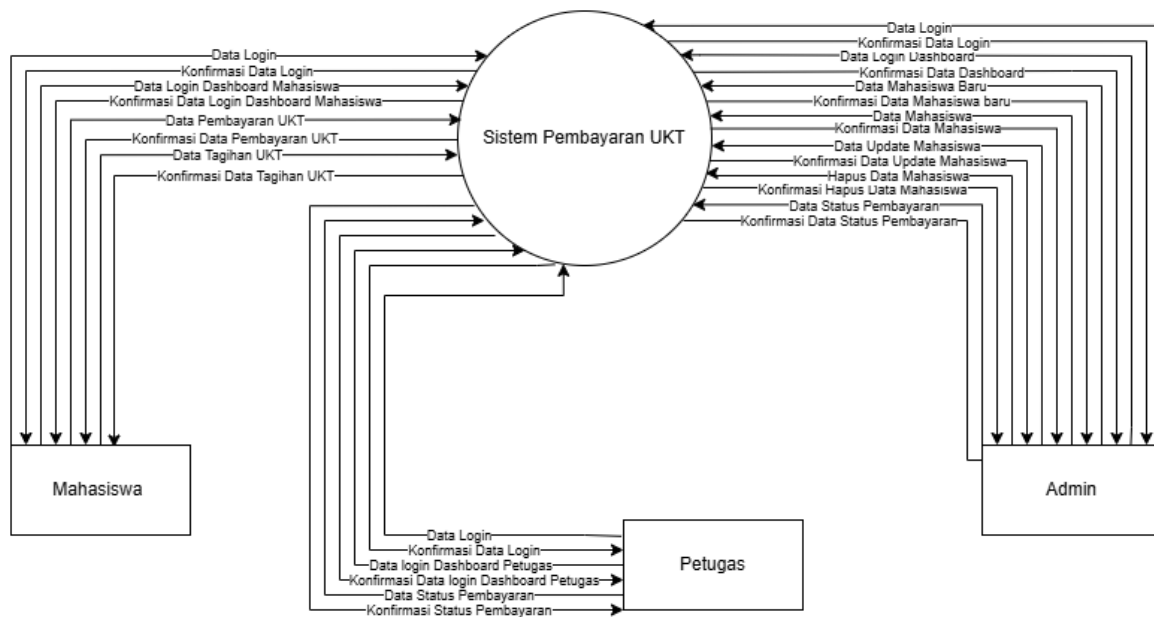 Data Login
Konfirmasi Data Login
Data Login Dashboard Mahasiswa
Konfirmasi Data Login Dashboard Mahasiswa
Data Pembayaran UKT
Konfirmasi Data Pembayaran UKT
Data Tagihan UKT
Konfirmasi Data Tagihan UKT
Sistem Pembayaran UKT
Data Login
Konfirmasi Data Login
Data Login Dashboard
Konfirmasi Data Dashboard
Data Mahasiswa Baru
Konfirmasi Data Mahasiswa baru
Data Mahasiswa
Konfirmasi Data Mahasiswa
Data Update Mahasiswa
Konfirmasi Data Update Mahasiswa
Hapus Data Mahasiswa
Konfirmasi Hapus Data Mahasiswa
Data Status Pembayaran
Konfirmasi Data Status Pembayaran
Mahasiswa
Admin
Data Login
Konfirmasi Data Login
Data login Dashboard Petugas
Konfirmasi Data login Dashboard Petugas
Data Status Pembayaran
Konfirmasi Status Pembayaran
Petugas